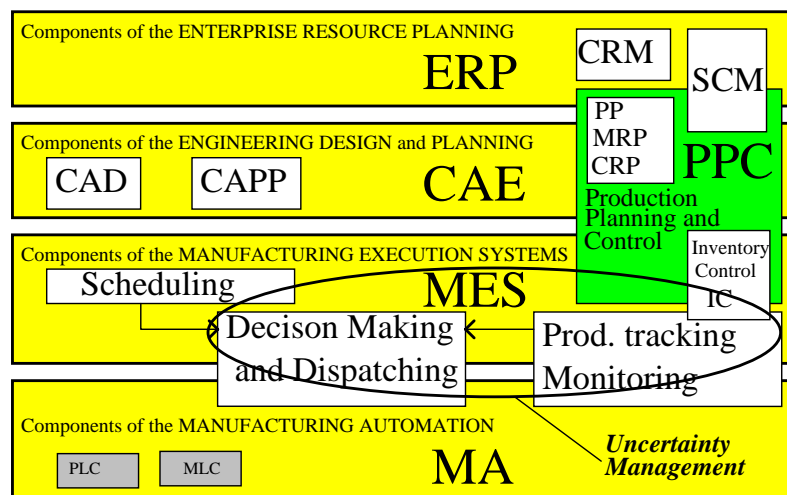 Components of the ENTERPRISE RESOURCE PLANNING
ERP
CRM
SCM
Components of the ENGINEERING DESIGN and PLANNING
CAD
CAPP
CAE
PP
MRP
CRP
PPC
Production
Planning and
Control
Components of the MANUFACTURING EXECUTION SYSTEMS
Scheduling
MES
Inventory
Control
IC
Decison Making
and Dispatching
Prod. tracking
Monitoring
Components of the MANUFACTURING AUTOMATION
PLC
MLC
MA
Uncertainty
Management